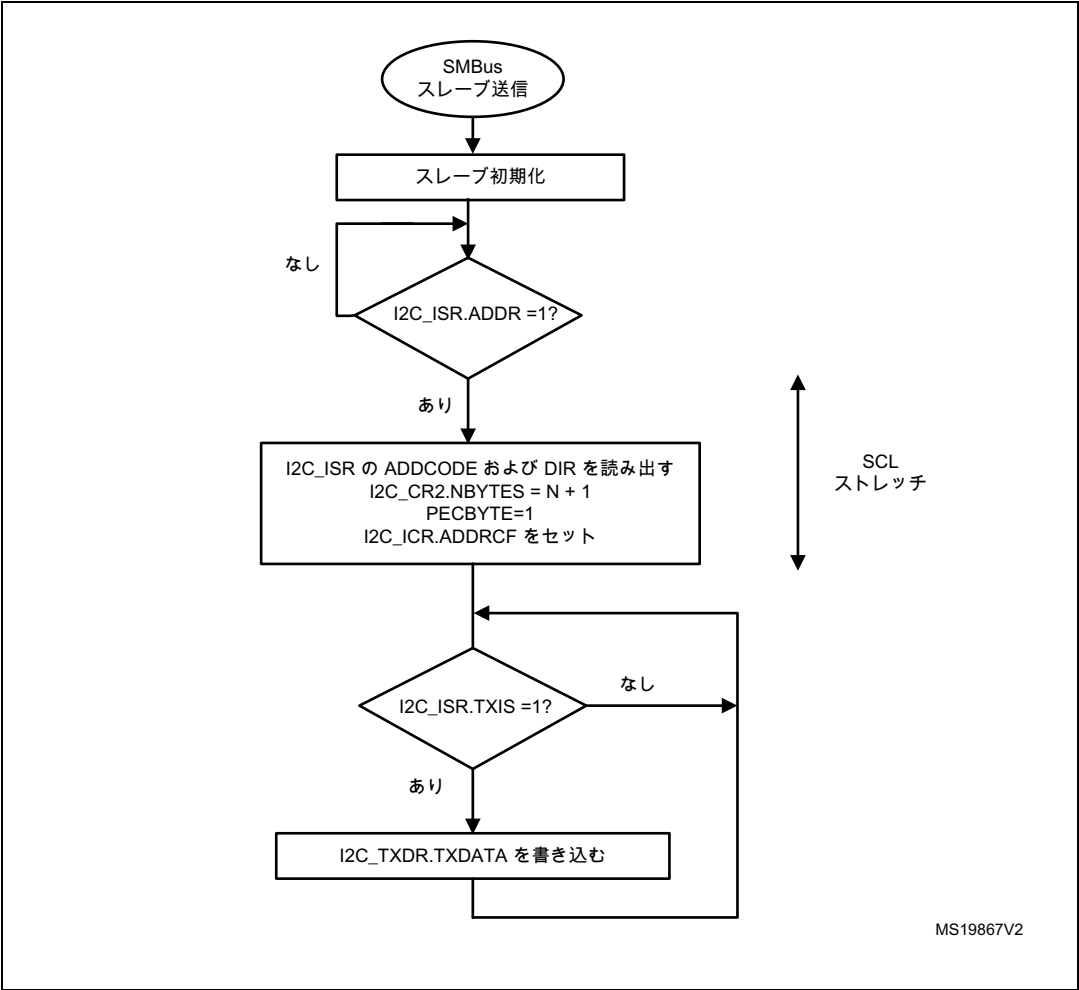 SMBus
スレーブ送信
スレーブ初期化
なし
I2C_ISR.ADDR =1?
あり
I2C_ISR の ADDCODE および DIR を読み出す
I2C_CR2.NBYTES = N + 1
PECBYTE=1
I2C_ICR.ADDRCF をセット
SCL
ストレッチ
I2C_ISR.TXIS =1?
なし
あり
I2C_TXDR.TXDATA を書き込む
MS19867V2